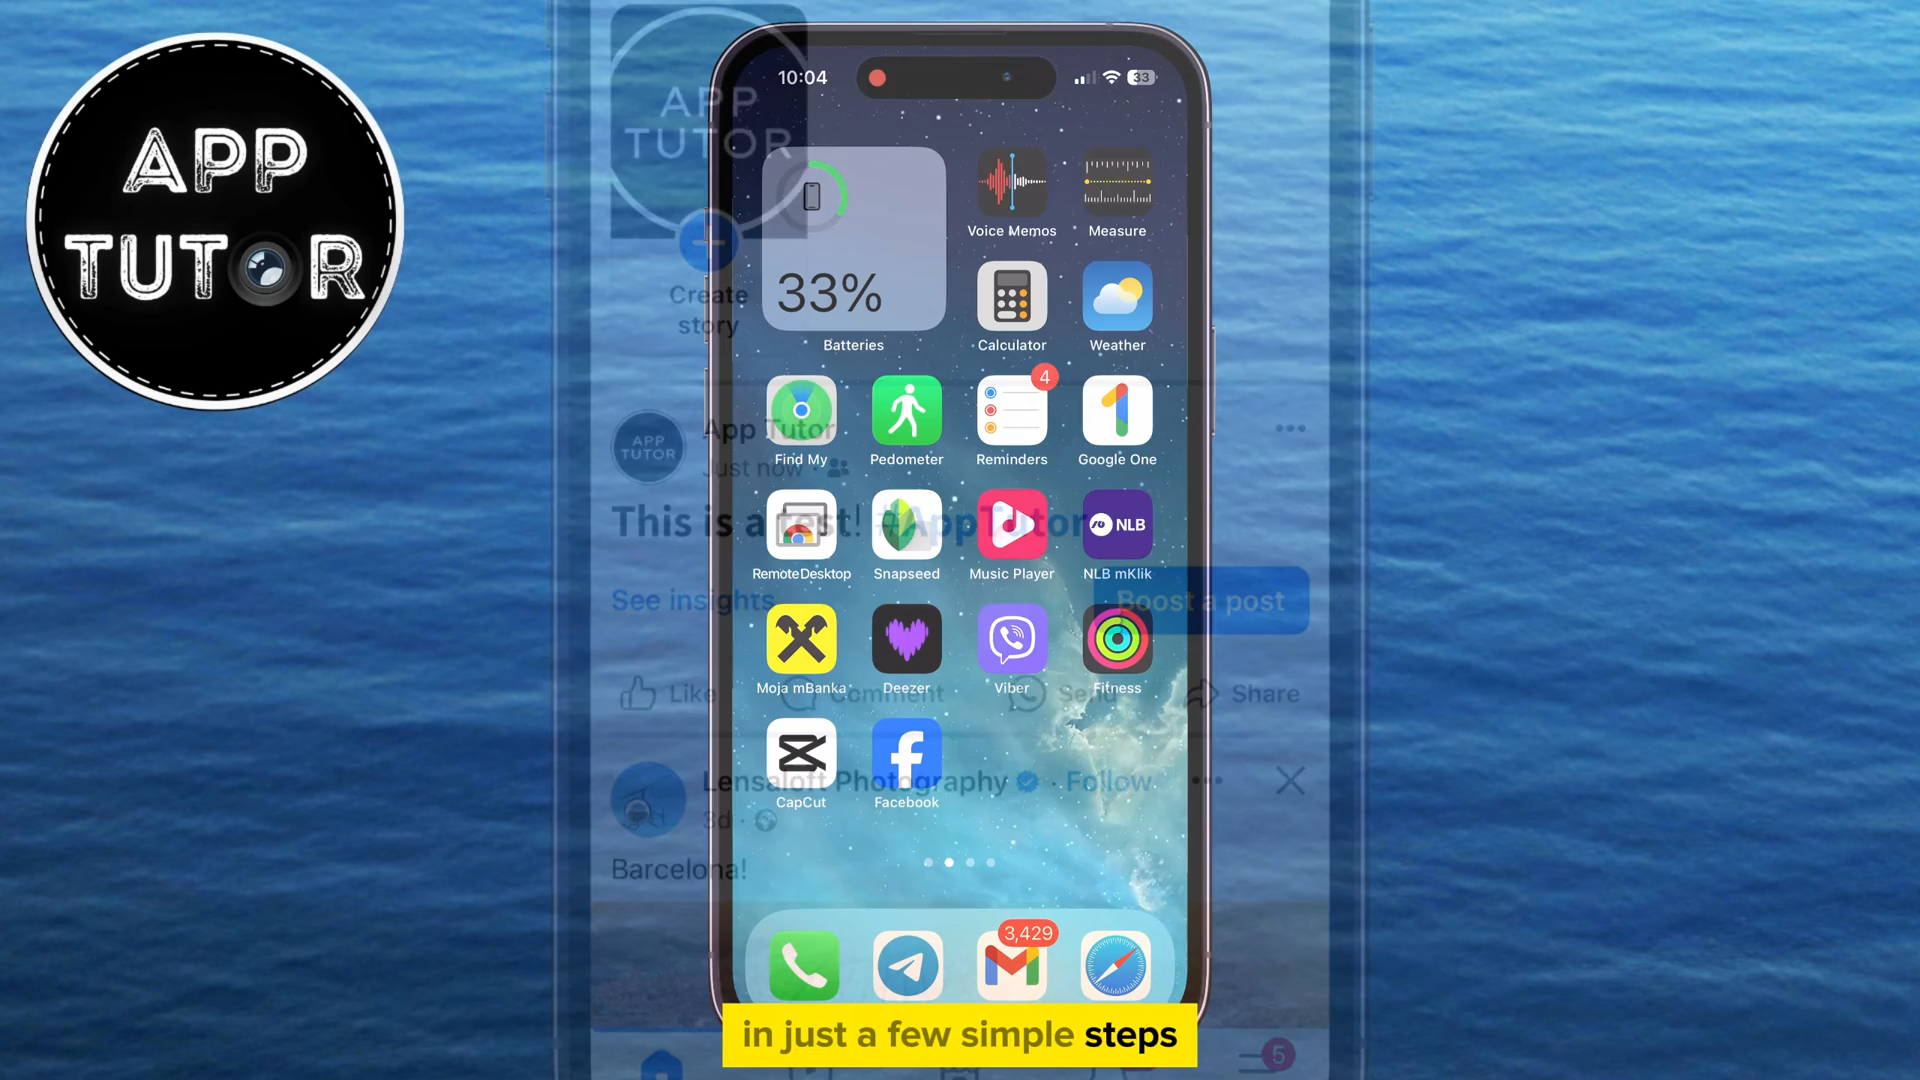 APP
TUTOR
APP
TUTOR
10:04
33
33%
Batteries
Voice Memos
Measure
Calculator
Weather
Create
story
4
Find My
Pedometer
Reminders
Google One
APP
TUTOR
App Tutor
Just now
This is a test! #AppTutor
NLB
RemoteDesktop
Snapseed
Music Player
NLB mKlik
See insights
Boost a post
Moja mBanka
Deezer
Viber
Fitness
Like
Comment
Send
Share
Lensaloft Photography · Follow
3d
CapCut
Facebook
Barcelona!
3,429
in just a few simple steps
5